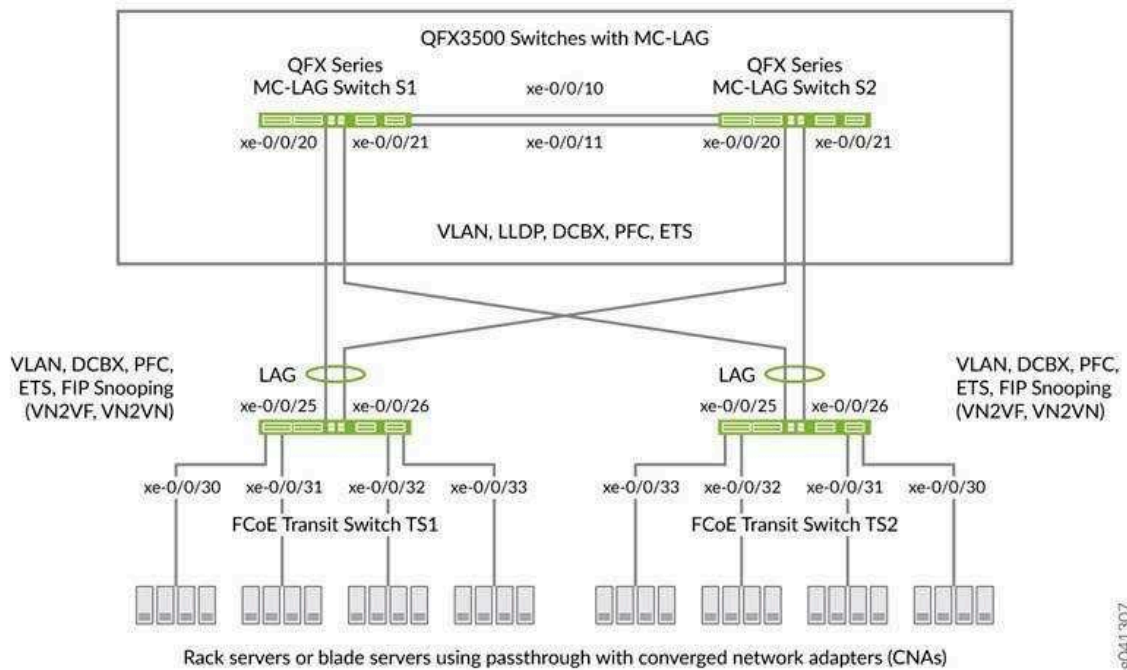 QFX3500 Switches with MC-LAG
QFX Series
MC-LAG Switch S1
xe-0/0/10
QFX Series
MC-LAG Switch S2
xe-0/0/20
xe-0/0/21
xe-0/0/11
xe-0/0/20
xe-0/0/21
VLAN, LLDP, DCBX, PFC, ETS
VLAN, DCBX, PFC,
ETS, FIP Snooping
(VN2VF, VN2VN)
LAG
xe-0/0/25
xe-0/0/26
LAG
xe-0/0/25
xe-0/0/26
VLAN, DCBX, PFC,
ETS, FIP Snooping
(VN2VF, VN2VN)
xe-0/0/30
xe-0/0/31
xe-0/0/32
xe-0/0/33
xe-0/0/33
xe-0/0/32
xe-0/0/31
xe-0/0/30
FCoE Transit Switch TS1
FCoE Transit Switch TS2
Rack servers or blade servers using passthrough with converged network adapters (CNAs)
g041307